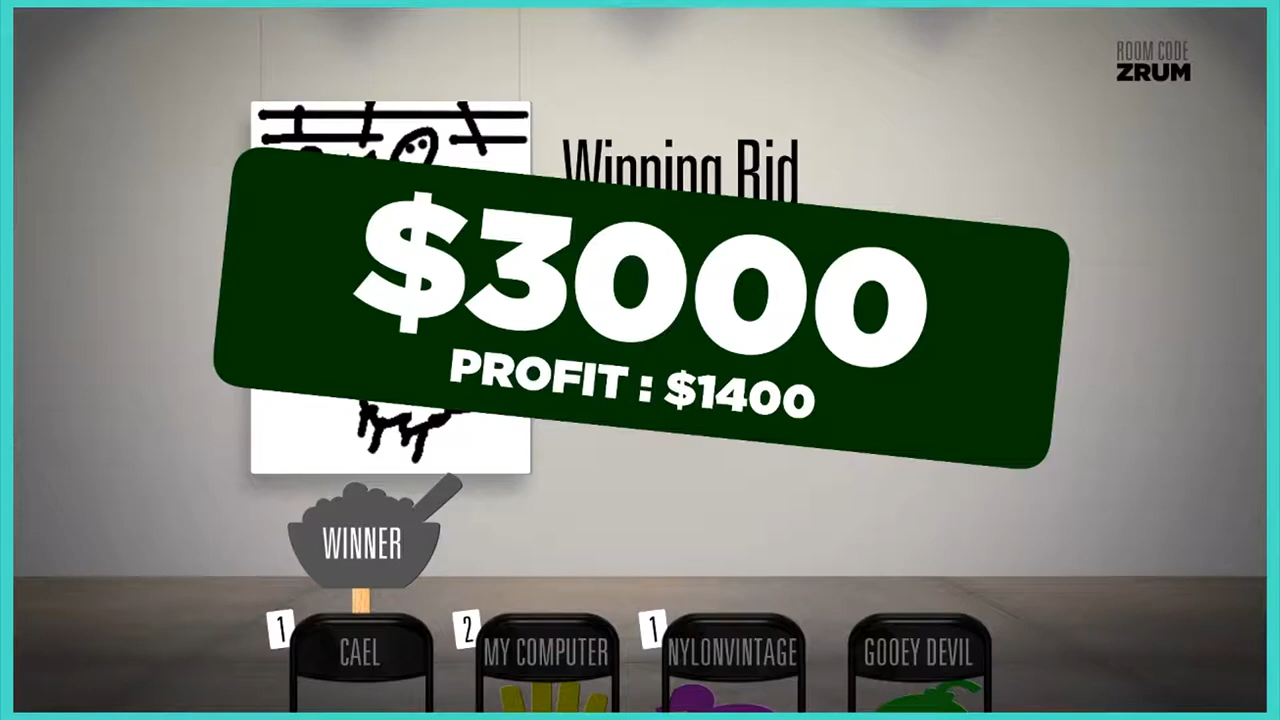 ROOM CODE
ZRUM
Winning Bid
$3000
PROFIT : $1400
WINNER
1
CAEL
2
MY COMPUTER
1
NYLONVINTAGE
GOOEY DEVIL